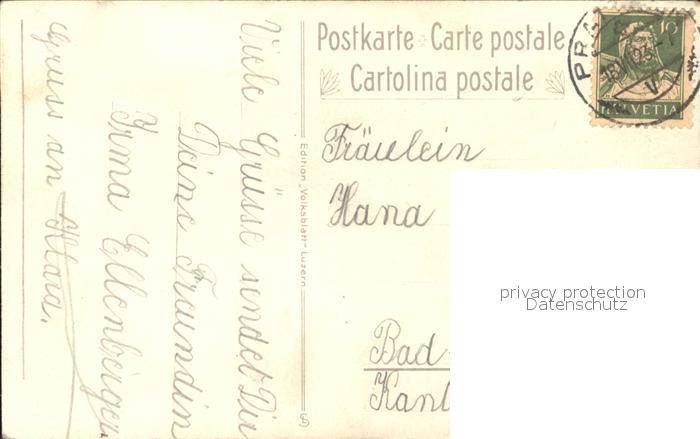 Postkarte Carte postale
Cartolina postale
10
HELVETIA
Viele Grüsse sendet Dir
Deine Freundin
Irma Ellenberger
Gruss an Klara.
Edition „Volksblatt“ Luzern
Fräulein
Hana
Bad
Kant
privacy protection
Datenschutz